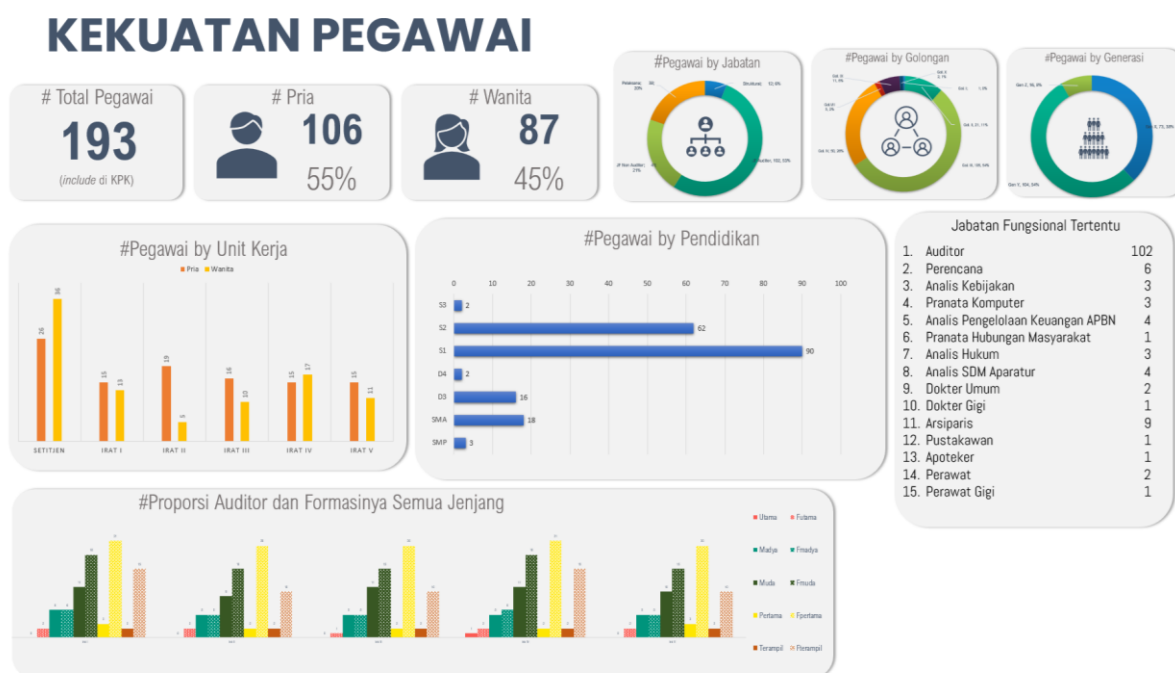 KEKUATAN PEGAWAI
# Total Pegawai
193
(include di KPK)
# Pria
106
55%
# Wanita
87
45%
#Pegawai by Jabatan
#Pegawai by Golongan
#Pegawai by Generasi
#Pegawai by Unit Kerja
Pria Wanita
26 36
15 13
19 5
16 10
15 17
15 11
SETITJEN IRAT I IRAT II IRAT III IRAT IV IRAT V
#Pegawai by Pendidikan
0 10 20 30 40 50 60 70 80 90 100
S3 2
S2 62
S1 90
D4 2
D3 16
SMA 18
SMP 3
Jabatan Fungsional Tertentu
1. Auditor 102
2. Perencana 6
3. Analis Kebijakan 3
4. Pranata Komputer 3
5. Analis Pengelolaan Keuangan APBN 4
6. Pranata Hubungan Masyarakat 1
7. Analis Hukum 3
8. Analis SDM Aparatur 4
9. Dokter Umum 2
10. Dokter Gigi 1
11. Arsiparis 9
12. Pustakawan 1
13. Apoteker 1
14. Perawat 2
15. Perawat Gigi 1
#Proporsi Auditor dan Formasinya Semua Jenjang
Utama Futama
Madya Fmadya
Muda Fmuda
Pertama Fpertama
Terampil Fterampil